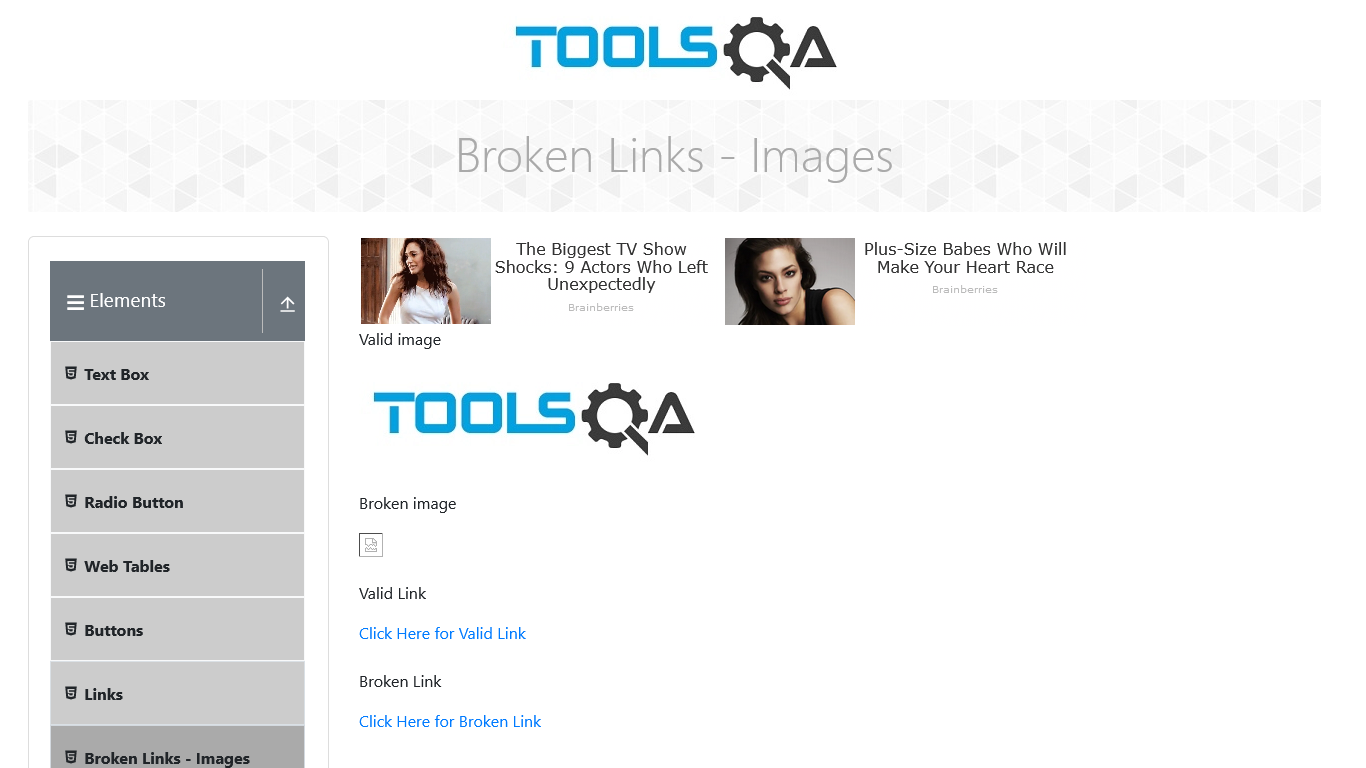 TOOLSQA
Broken Links - Images
Elements
Text Box
Check Box
Radio Button
Web Tables
Buttons
Links
Broken Links - Images
The Biggest TV Show
Shocks: 9 Actors Who Left
Unexpectedly
Brainberries
Plus-Size Babes Who Will
Make Your Heart Race
Brainberries
Valid image
TOOLSQA
Broken image
Valid Link
Click Here for Valid Link
Broken Link
Click Here for Broken Link